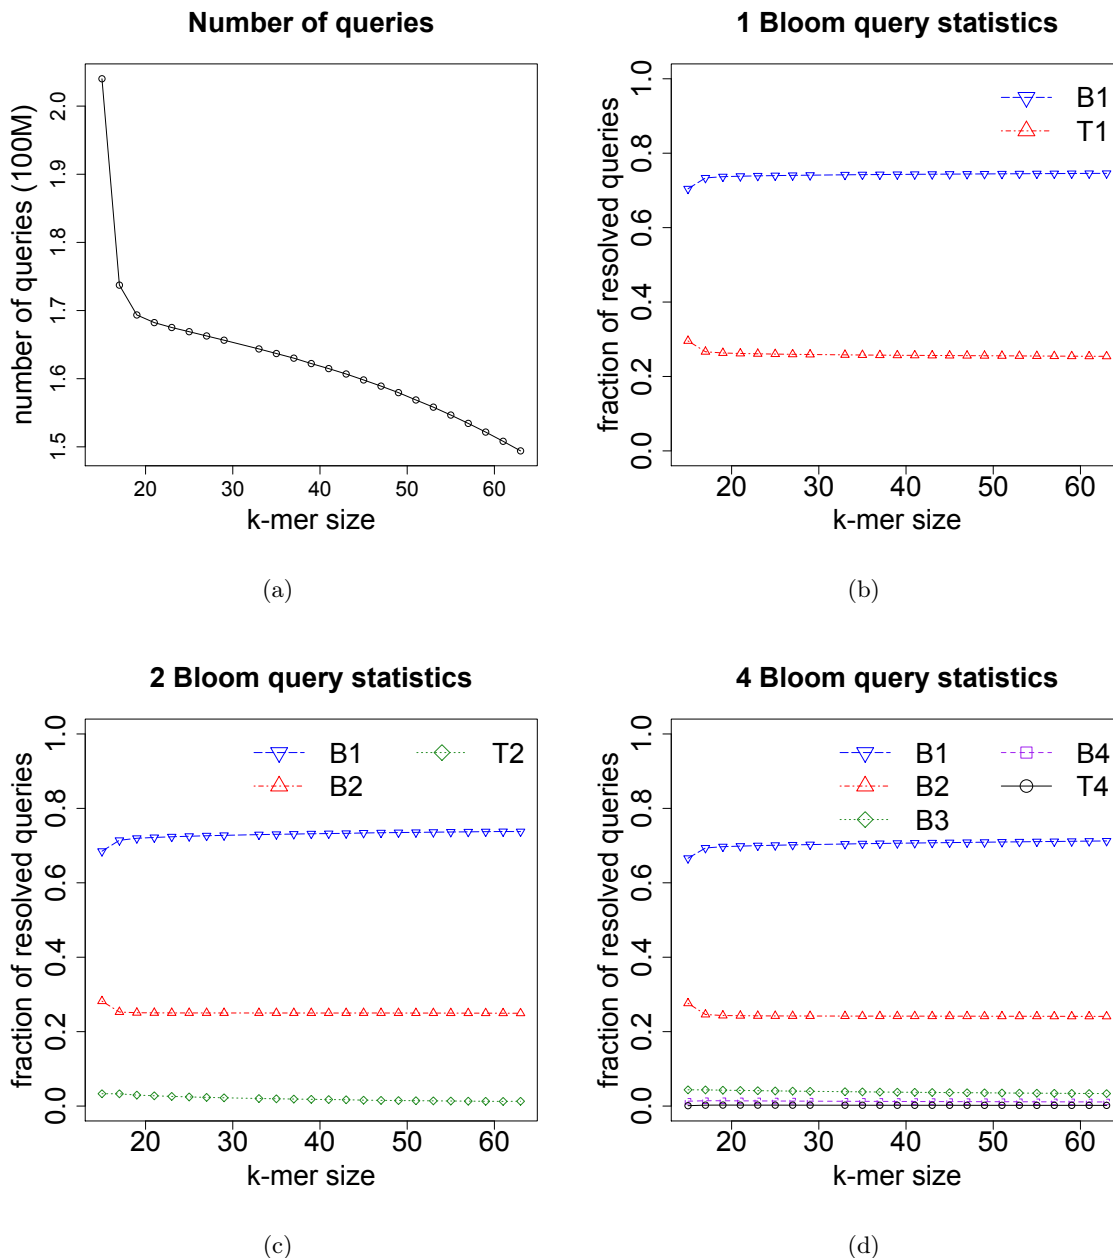 Number of queries
number of queries (100M)
2.0
1.9
1.8
1.7
1.6
1.5
20 30 40 50 60
k-mer size
(a)
1 Bloom query statistics
fraction of resolved queries
1.0
0.8
0.6
0.4
0.2
0.0
B1
T1
20 30 40 50 60
k-mer size
(b)
2 Bloom query statistics
fraction of resolved queries
1.0
0.8
0.6
0.4
0.2
0.0
B1 T2
B2
20 30 40 50 60
k-mer size
(c)
4 Bloom query statistics
fraction of resolved queries
1.0
0.8
0.6
0.4
0.2
0.0
B1 B4
B2 T4
B3
20 30 40 50 60
k-mer size
(d)